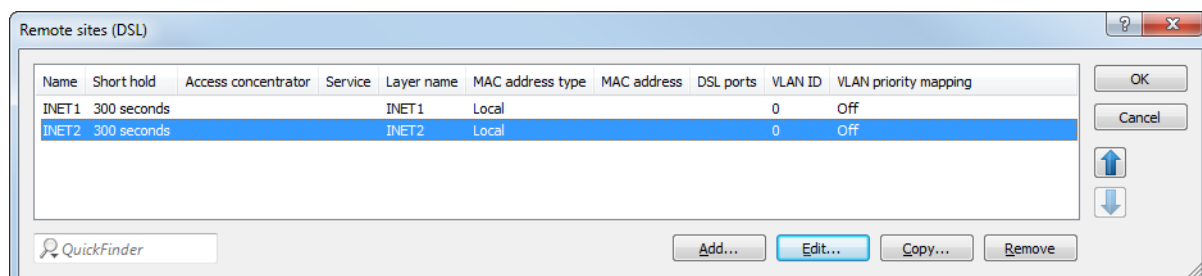 Remote sites (DSL)
Name Short hold Access concentrator Service Layer name MAC address type MAC address DSL ports VLAN ID VLAN priority mapping
INET1 300 seconds INET1 Local 0 Off
INET2 300 seconds INET2 Local 0 Off
OK
Cancel
QuickFinder
Add... Edit... Copy... Remove